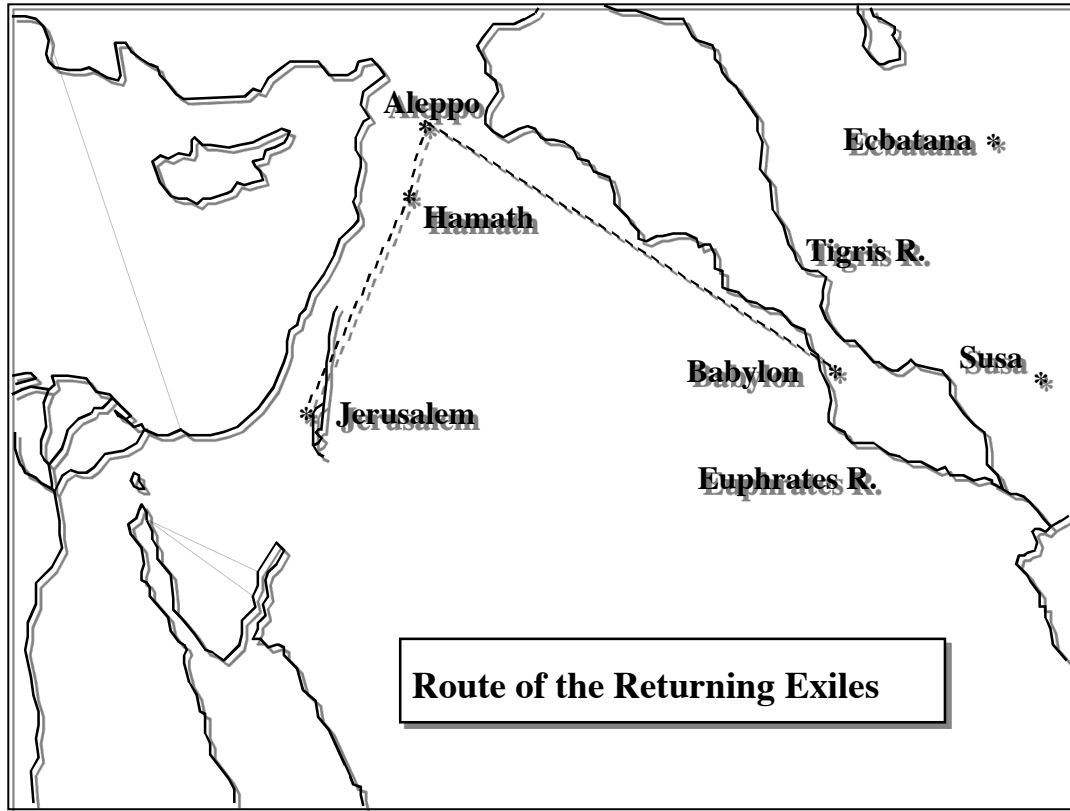 Aleppo
Ecbatana
Hamath
Tigris R.
Susa
Babylon
Jerusalem
Euphrates R.
Route of the Returning Exiles